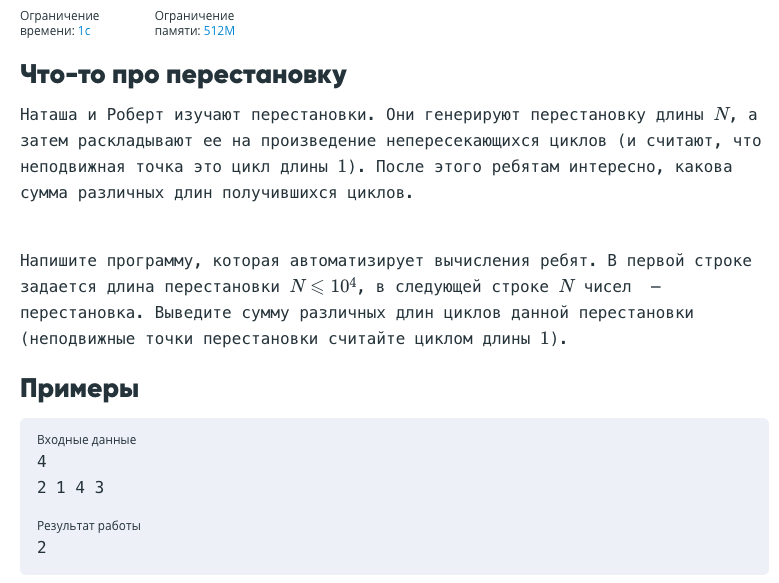 Ограничение
времени: 1с
Ограничение
памяти: 512M
Что-то про перестановку
Наташа и Роберт изучают перестановки. Они генерируют перестановку длины N, а
затем раскладывают ее на произведение непересекающихся циклов (и считают, что
неподвижная точка это цикл длины 1). После этого ребятам интересно, какова
сумма различных длин получившихся циклов.
Напишите программу, которая автоматизирует вычисления ребят. В первой строке
задается длина перестановки N ⩽ 10⁴, в следующей строке N чисел —
перестановка. Выведите сумму различных длин циклов данной перестановки
(неподвижные точки перестановки считайте циклом длины 1).
Примеры
Входные данные
4
2 1 4 3
Результат работы
2